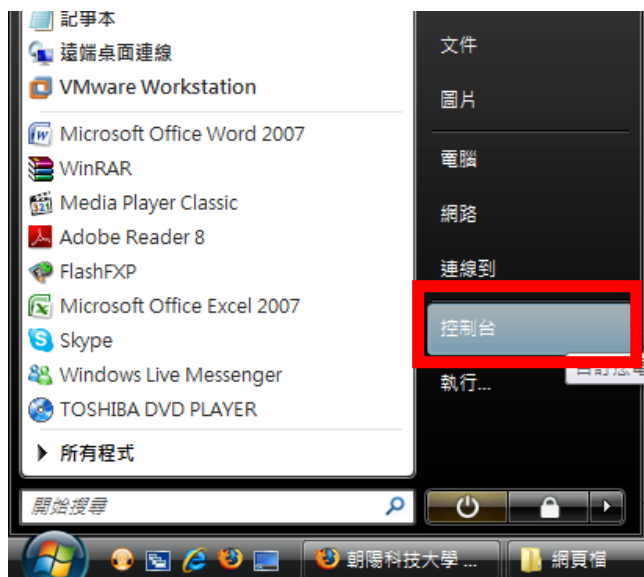 記事本
遠端桌面連線
VMware Workstation
Microsoft Office Word 2007
WinRAR
Media Player Classic
Adobe Reader 8
FlashFXP
Microsoft Office Excel 2007
Skype
Windows Live Messenger
TOSHIBA DVD PLAYER
所有程式
開始搜尋
文件
圖片
電腦
網路
連線到
控制台
執行...
朝陽科技大學 ...
網頁檔